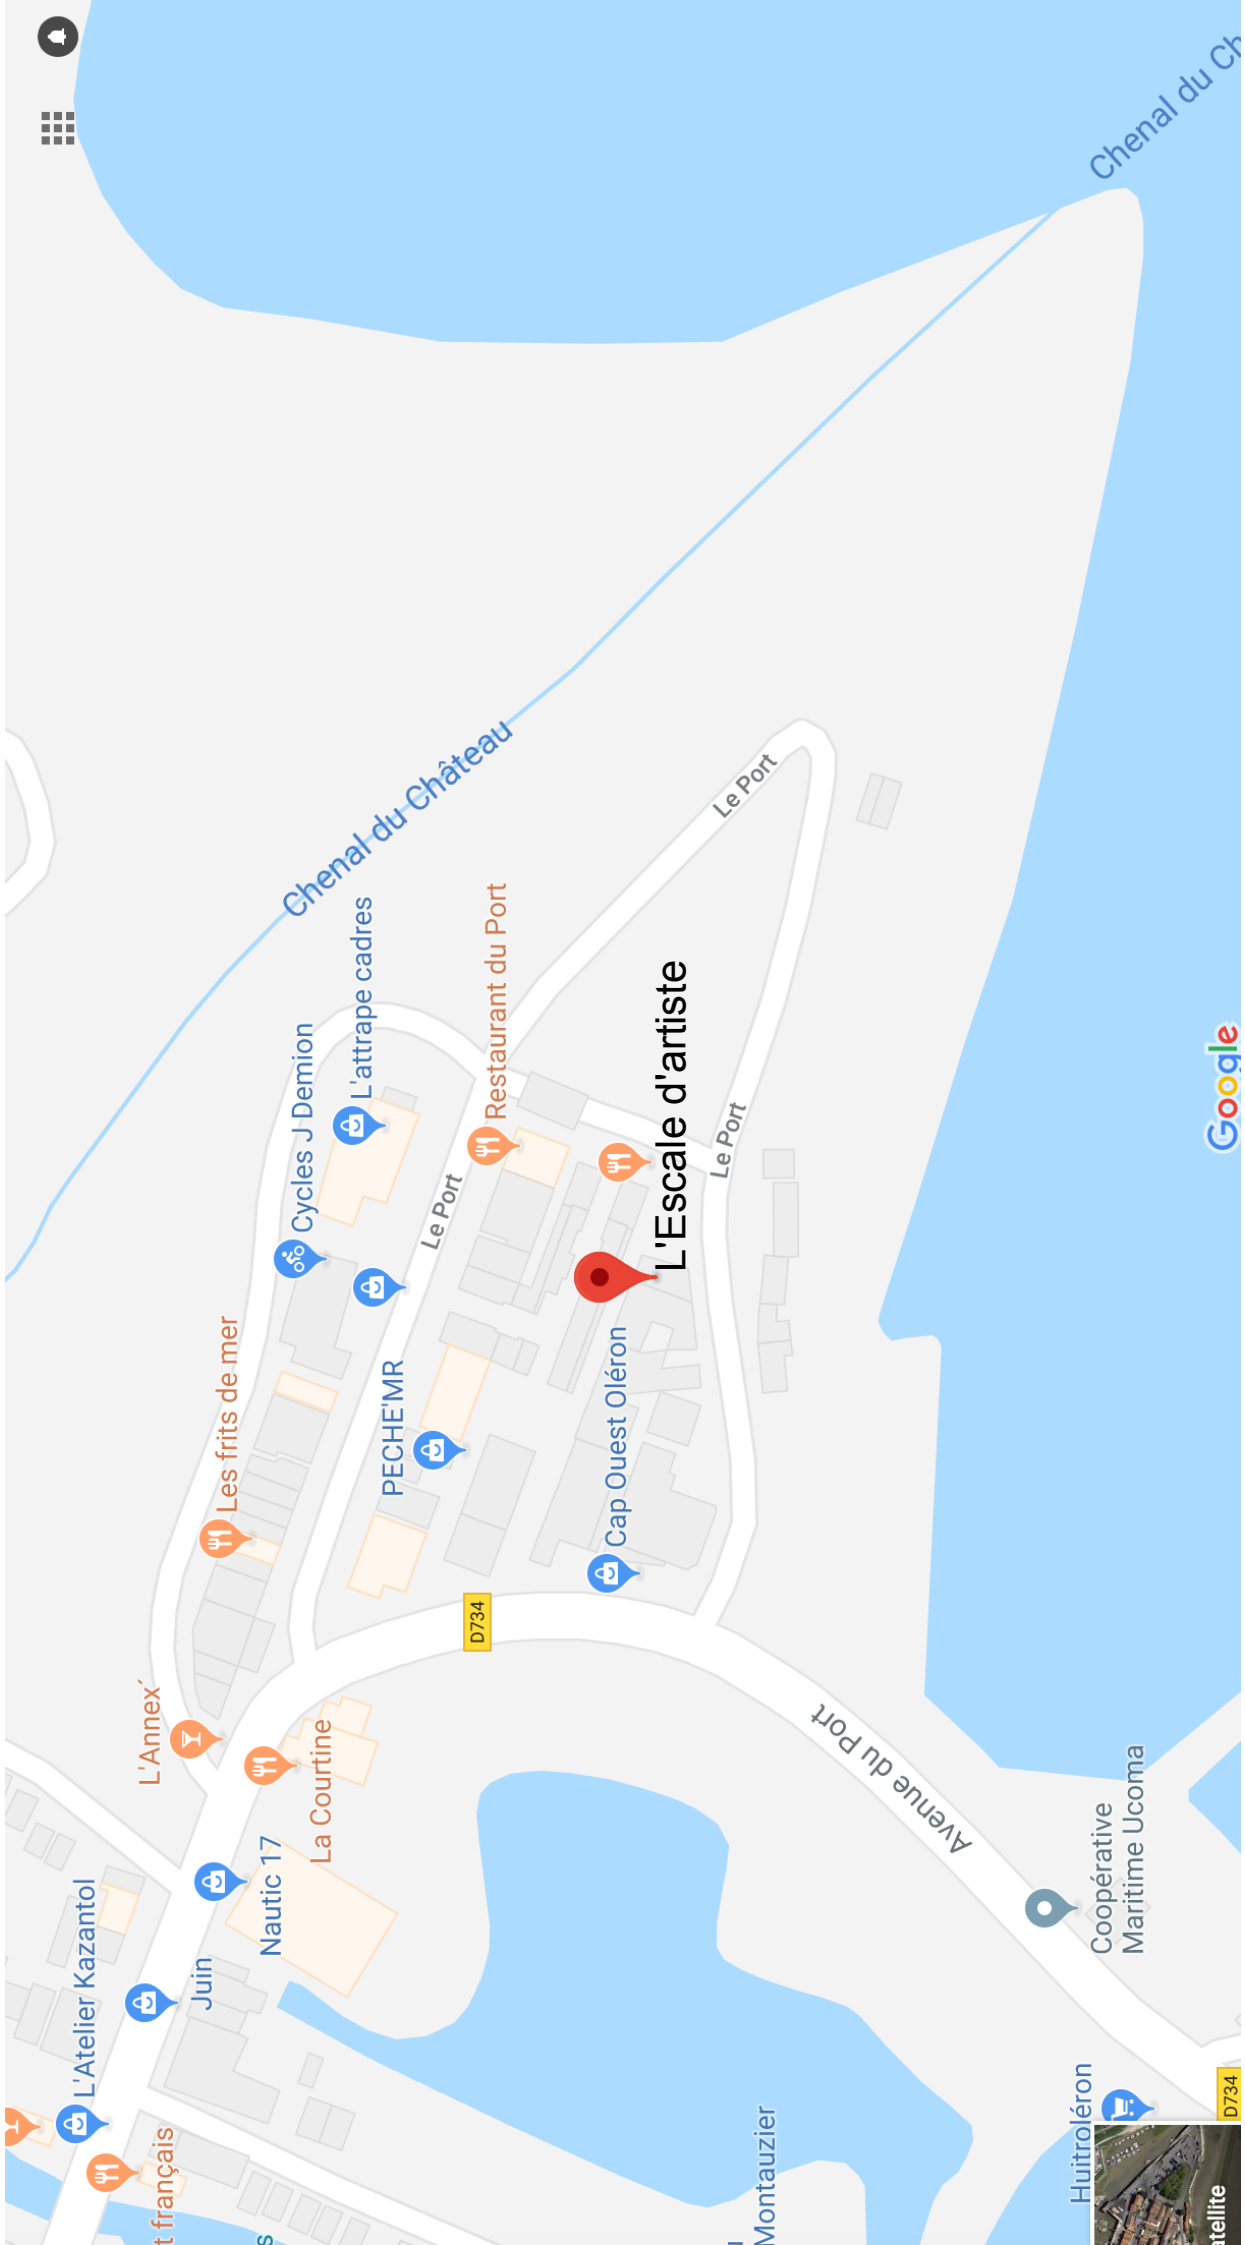 Chenal du Ch
Chenal du Château
Le Port
L'attrape cadres
Restaurant du Port
L'Escale d'artiste
Cycles J Demion
Le Port
Le Port
Google
Les frits de mer
PECHE'MR
Cap Ouest Oléron
D734
L'Annex´
La Courtine
Avenue du Port
Nautic 17
Coopérative
Maritime Ucoma
L'Atelier Kazantol
Juin
Huitroléron
D734
t français
Montauzier
atellite
s